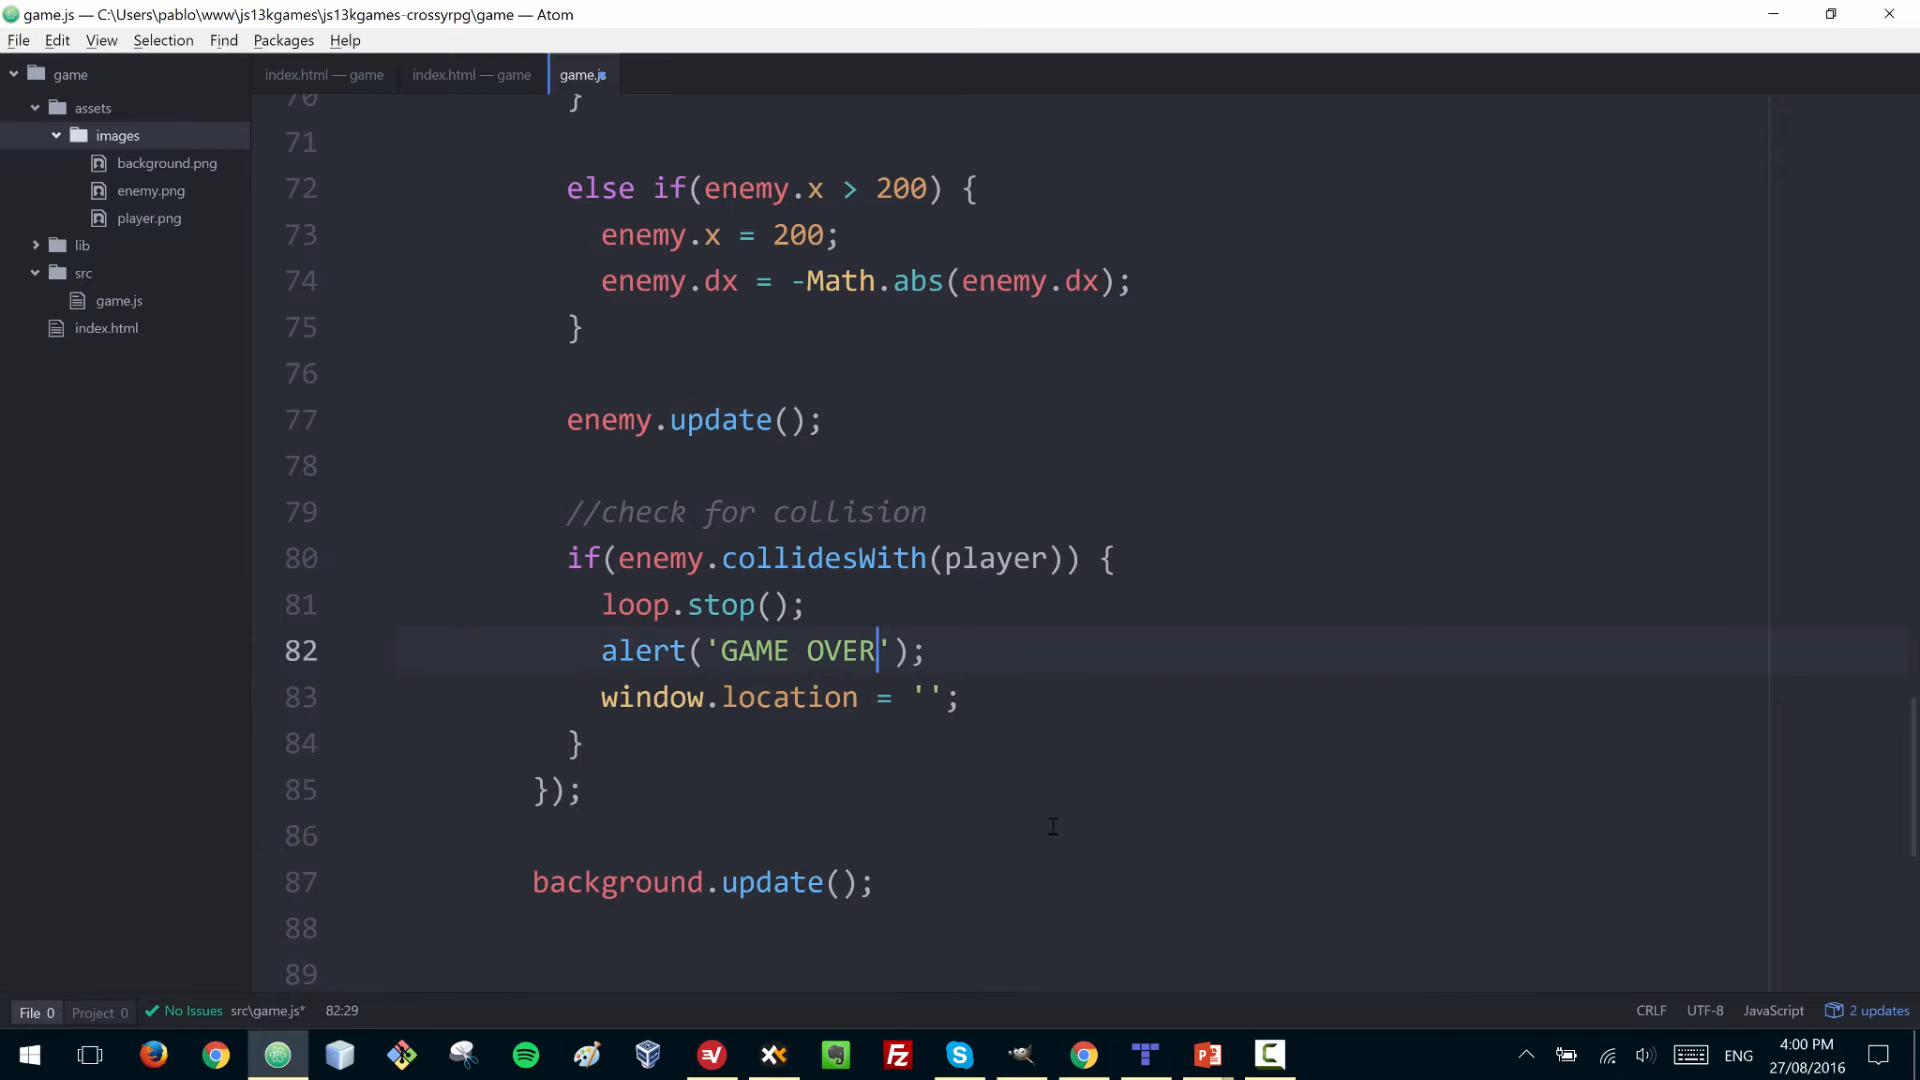 game.js — C:\Users\pablo\www\js13kgames\js13kgames-crossyrpg\game — Atom
File Edit View Selection Find Packages Help
game
assets
images
background.png
enemy.png
player.png
lib
src
game.js
index.html
index.html — game index.html — game game.js
70 }
71
72 else if(enemy.x > 200) {
73 enemy.x = 200;
74 enemy.dx = -Math.abs(enemy.dx);
75 }
76
77 enemy.update();
78
79 //check for collision
80 if(enemy.collidesWith(player)) {
81 loop.stop();
82 alert('GAME OVER');
83 window.location = '';
84 }
85 });
86
87 background.update();
88
89
File 0 Project 0 No Issues src\game.js* 82:29 CRLF UTF-8 JavaScript 2 updates
ENG 4:00 PM
27/08/2016